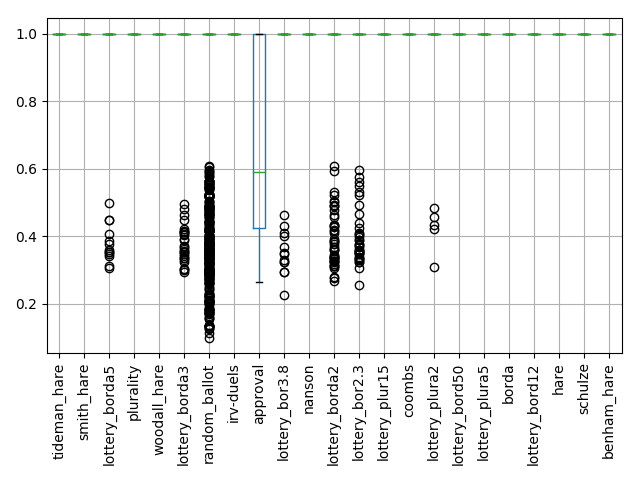 1.0
0.8
0.6
0.4
0.2
tideman_hare
smith_hare
lottery_borda5
plurality
woodall_hare
lottery_borda3
random_ballot
irv-duels
approval
lottery_bor3.8
nanson
lottery_borda2
lottery_bor2.3
lottery_plur15
coombs
lottery_plura2
lottery_bord50
lottery_plura5
borda
lottery_bord12
hare
schulze
benham_hare